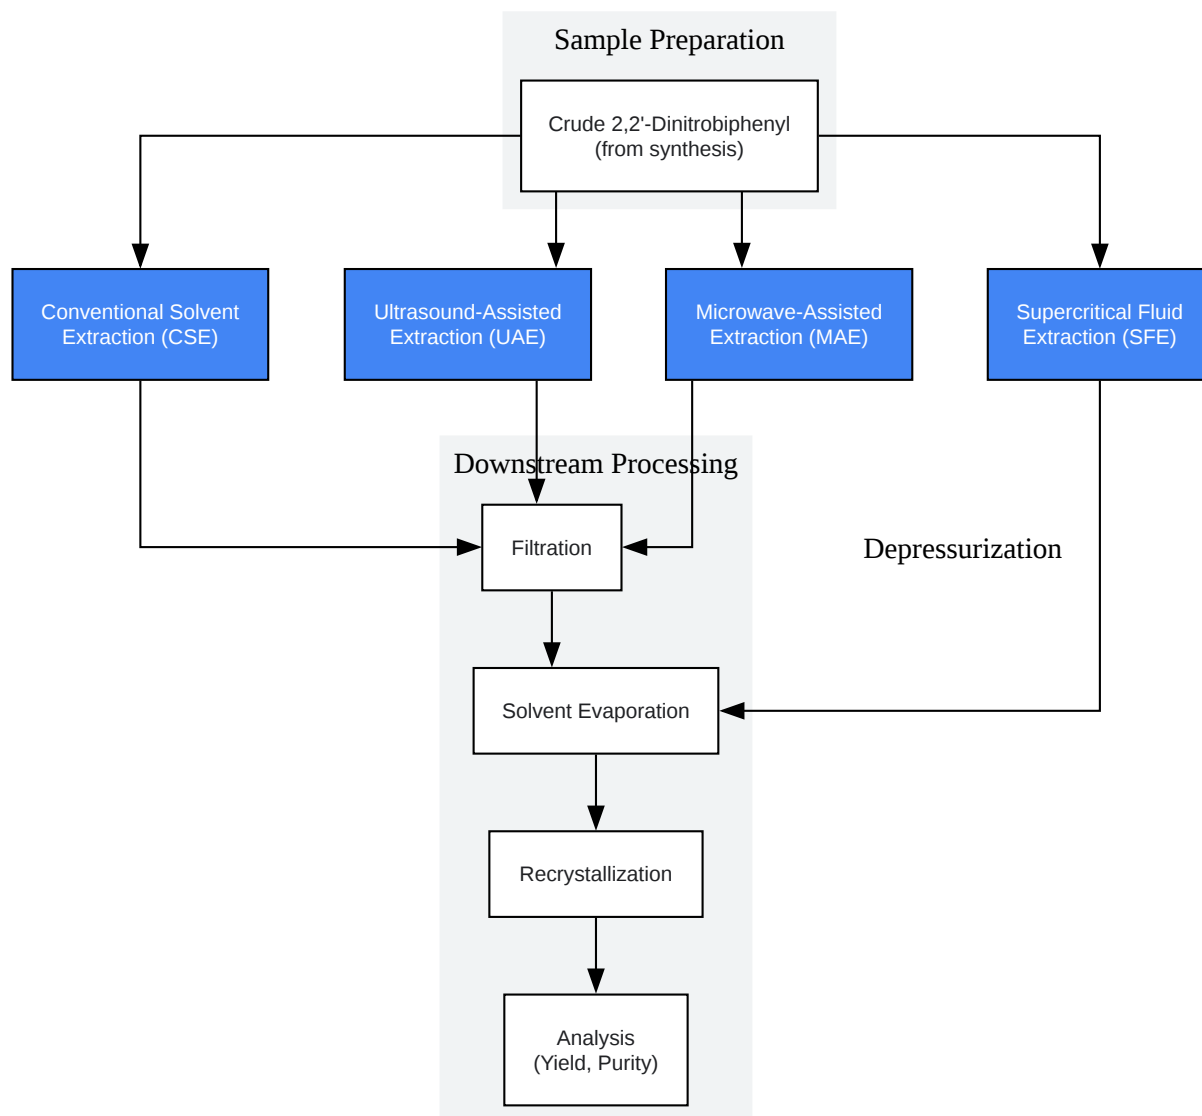 Sample Preparation
Crude 2,2'-Dinitrobiphenyl
(from synthesis)
Conventional Solvent
Extraction (CSE)
Ultrasound-Assisted
Extraction (UAE)
Microwave-Assisted
Extraction (MAE)
Supercritical Fluid
Extraction (SFE)
Downstream Processing
Filtration
Depressurization
Solvent Evaporation
Recrystallization
Analysis
(Yield, Purity)